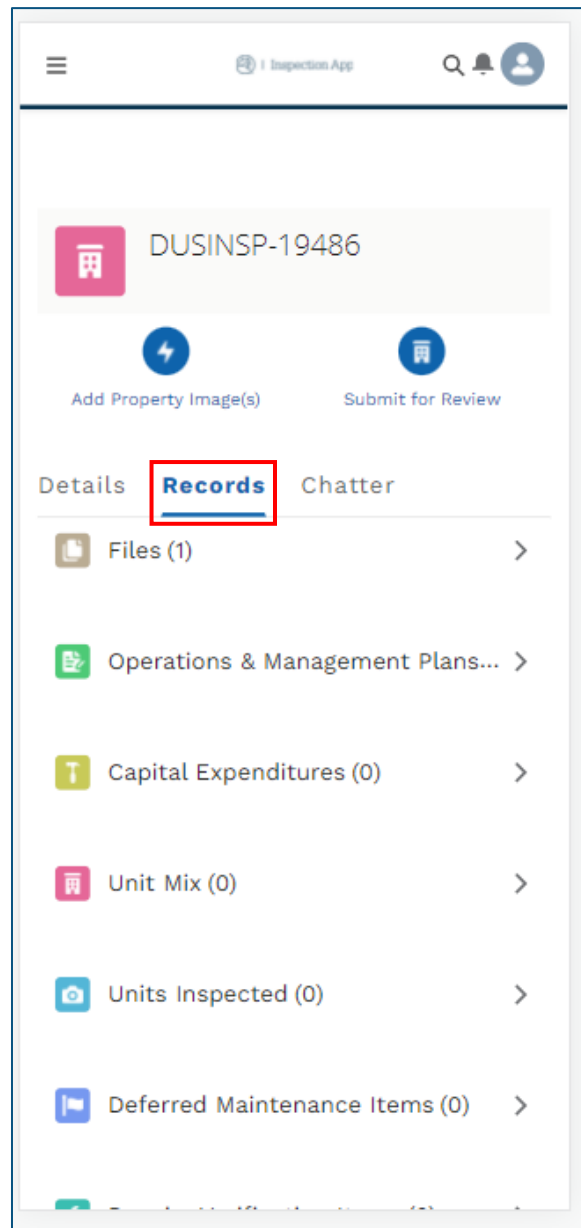 | Inspection App
DUSINSP-19486
Add Property Image(s) Submit for Review
Details Records Chatter
Files (1)
Operations & Management Plans...
Capital Expenditures (0)
Unit Mix (0)
Units Inspected (0)
Deferred Maintenance Items (0)